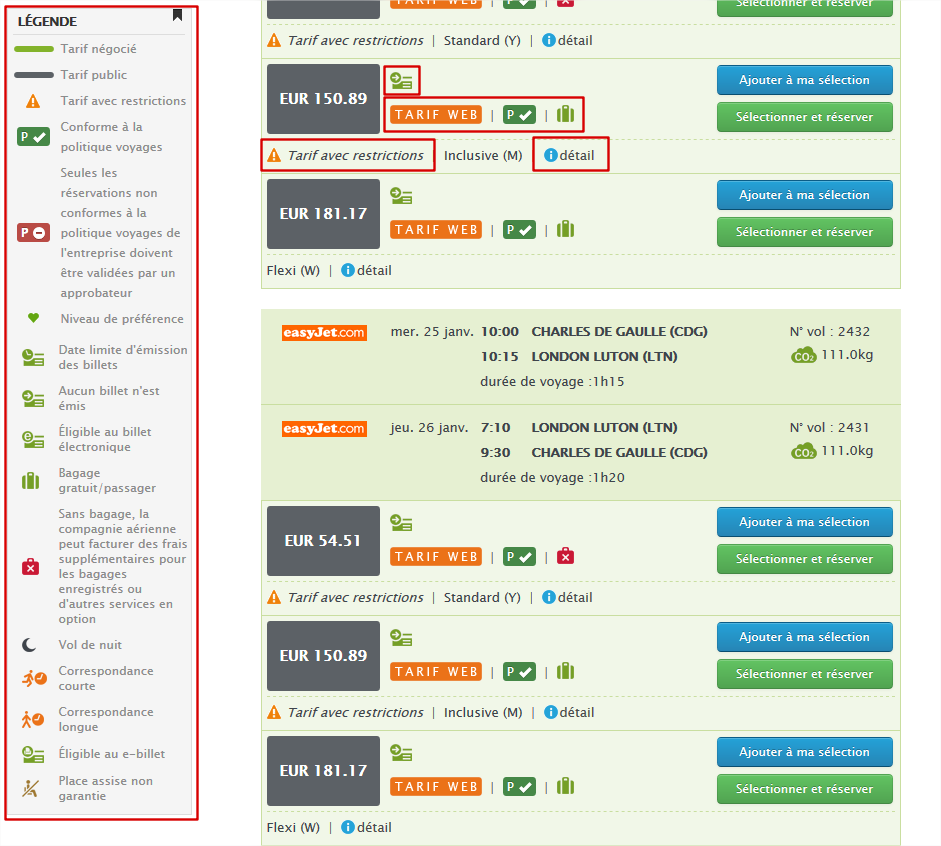 LÉGENDE
Tarif négocié
Tarif public
Tarif avec restrictions
P
Conforme à la
politique voyages
Seules les
réservations non
conformes à la
P
politique voyages de
l'entreprise doivent
être validées par un
approbateur
Niveau de préférence
Date limite d'émission
des billets
Aucun billet n'est
émis
Éligible au billet
électronique
Bagage
gratuit/passager
Sans bagage, la
compagnie aérienne
peut facturer des frais
supplémentaires pour
les bagages
enregistrés ou
d'autres services en
option
Vol de nuit
Correspondance
courte
Correspondance
longue
Éligible au e-billet
Place assise non
garantie
TARIF WEB | P |
Sélectionner et réserver
Tarif avec restrictions | Standard (Y) | détail
EUR 150.89
Ajouter à ma sélection
TARIF WEB | P |
Sélectionner et réserver
Tarif avec restrictions Inclusive (M) détail
EUR 181.17
Ajouter à ma sélection
TARIF WEB | P |
Sélectionner et réserver
Flexi (W) | détail
easyJet.com mer. 25 janv. 10:00 CHARLES DE GAULLE (CDG) N° vol : 2432
10:15 LONDON LUTON (LTN) CO2 111.0kg
durée de voyage :1h15
easyJet.com jeu. 26 janv. 7:10 LONDON LUTON (LTN) N° vol : 2431
9:30 CHARLES DE GAULLE (CDG) CO2 111.0kg
durée de voyage :1h20
EUR 54.51
Ajouter à ma sélection
TARIF WEB | P |
Sélectionner et réserver
Tarif avec restrictions | Standard (Y) | détail
EUR 150.89
Ajouter à ma sélection
TARIF WEB | P |
Sélectionner et réserver
Tarif avec restrictions | Inclusive (M) | détail
EUR 181.17
Ajouter à ma sélection
TARIF WEB | P |
Sélectionner et réserver
Flexi (W) | détail